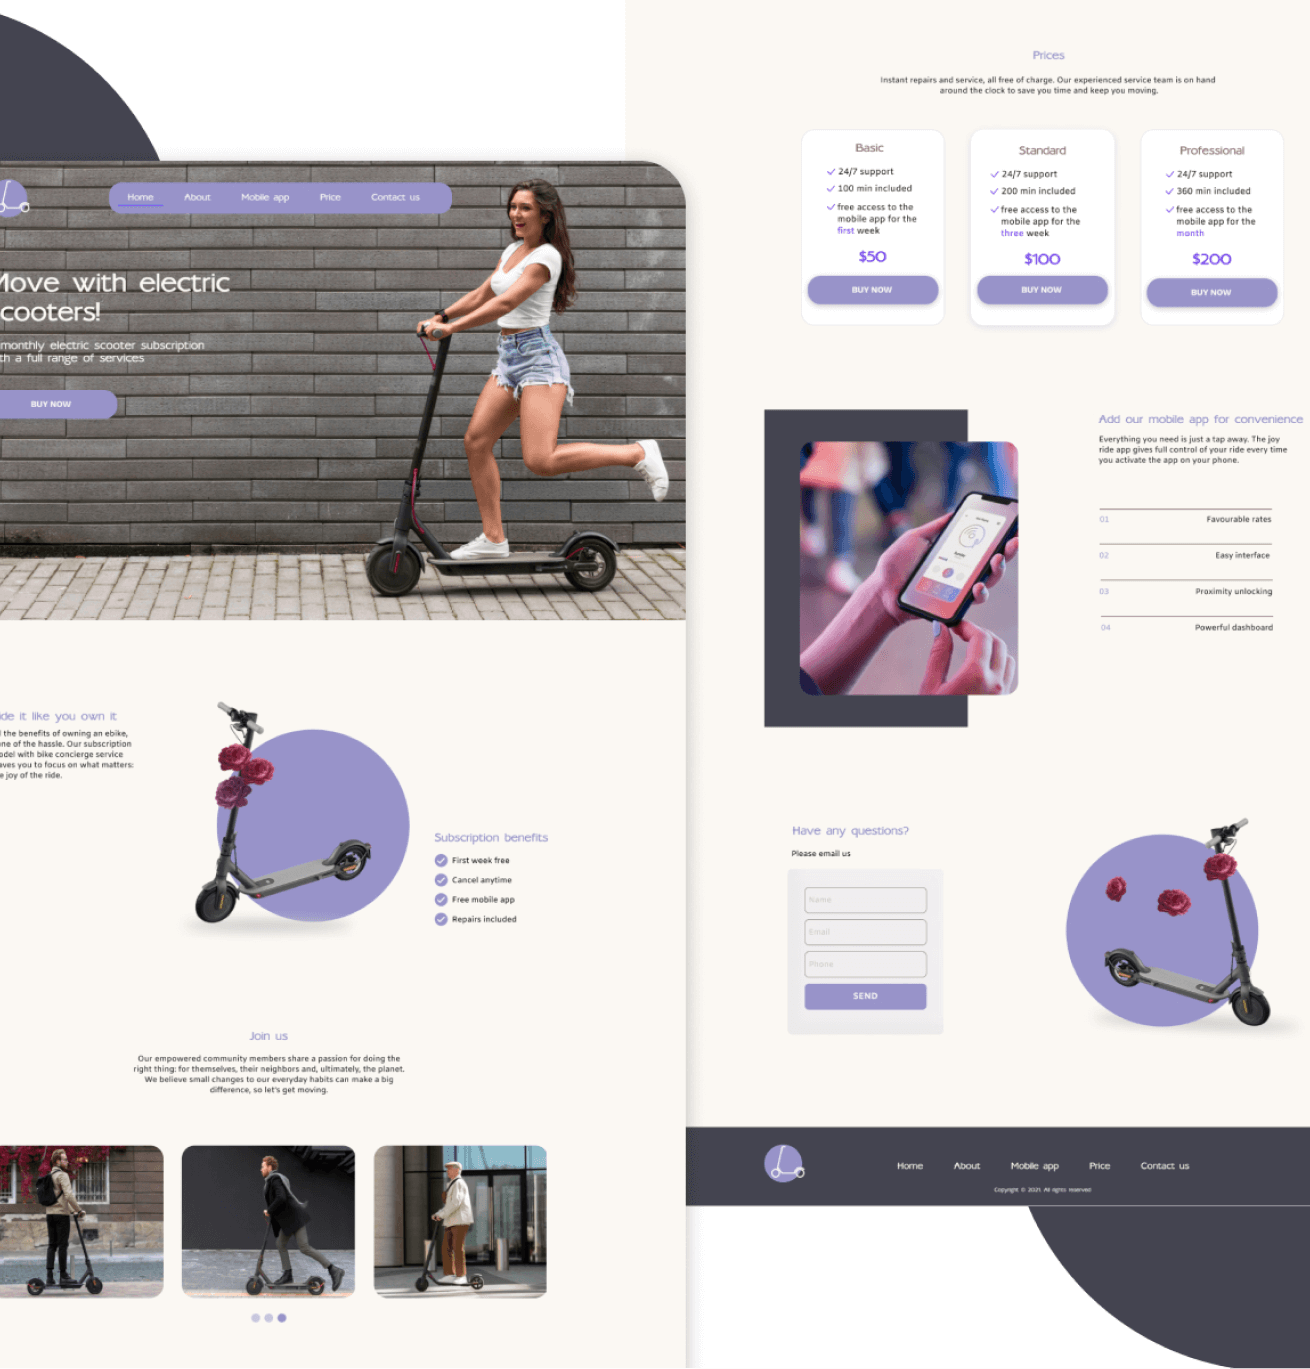 Home About Mobile app Price Contact us
Move with electric
cooters!
monthly electric scooter subscription
th a full range of services
BUY NOW
ide it like you own it
the benefits of owning an ebike,
ne of the hassle. Our subscription
odel with bike concierge service
aves you to focus on what matters:
e joy of the ride.
Subscription benefits
First week free
Cancel anytime
Free mobile app
Repairs included
Join us
Our empowered community members share a passion for doing the
right thing: for themselves, their neighbors and, ultimately, the planet.
We believe small changes to our everyday habits can make a big
difference, so let's get moving.
Prices
Instant repairs and service, all free of charge. Our experienced service team is on hand
around the clock to save you time and keep you moving.
Basic
24/7 support
100 min included
free access to the
mobile app for the
first week
$50
BUY NOW
Standard
24/7 support
200 min included
free access to the
mobile app for the
three week
$100
BUY NOW
Professional
24/7 support
360 min included
free access to the
mobile app for the
month
$200
BUY NOW
Add our mobile app for convenience
Everything you need is just a tap away. The joy
ride app gives full control of your ride every time
you activate the app on your phone.
01 Favourable rates
02 Easy interface
03 Proximity unlocking
04 Powerful dashboard
Have any questions?
Please email us
Name
Email
Phone
SEND
Home About Mobile app Price Contact us
Copyright © 2021 All rights reserved